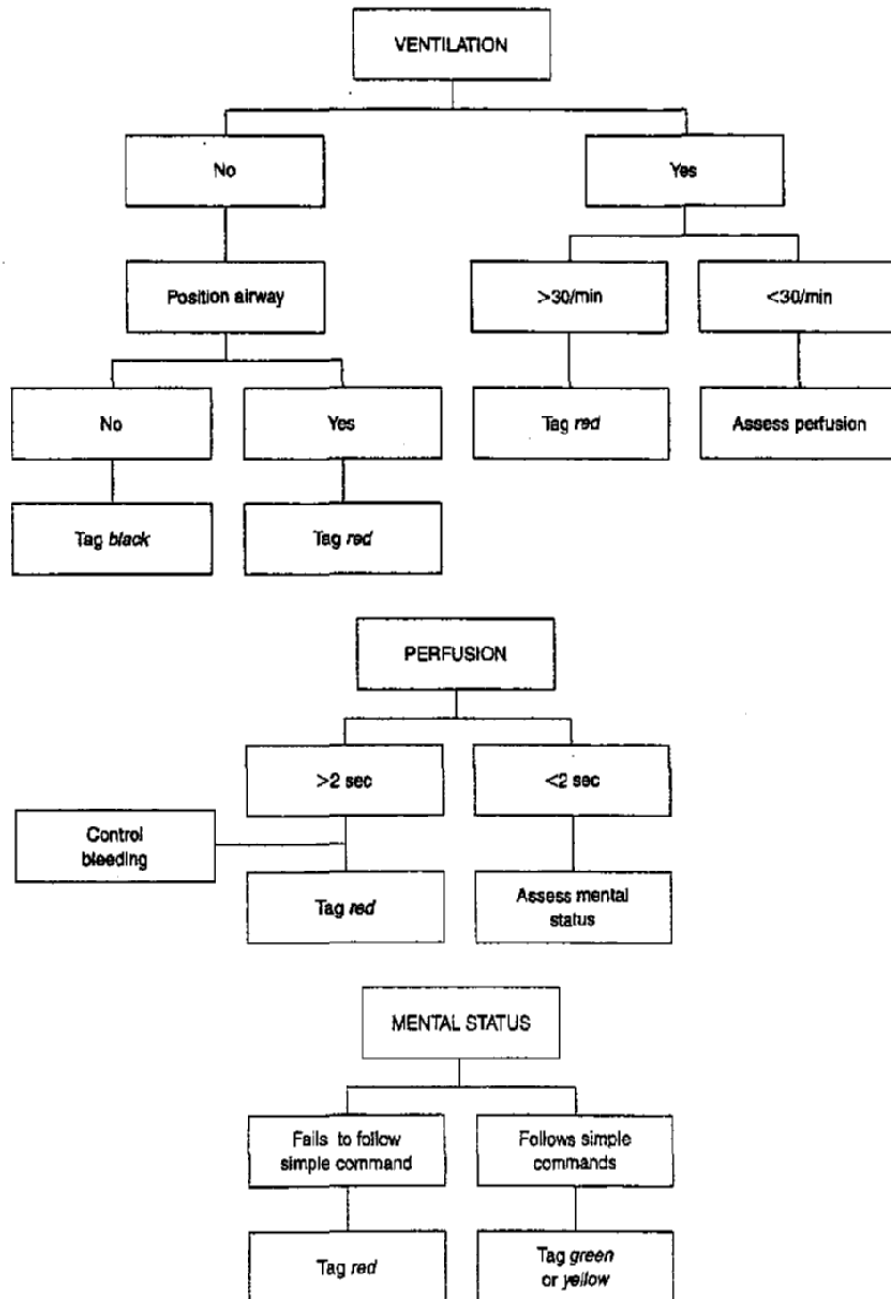 VENTILATION
No
Yes
Position airway
>30/min
<30/min
No
Yes
Tag red
Assess perfusion
Tag black
Tag red
PERFUSION
>2 sec
<2 sec
Control
bleeding
Tag red
Assess mental
status
MENTAL STATUS
Fails to follow
simple command
Follows simple
commands
Tag red
Tag green
or yellow